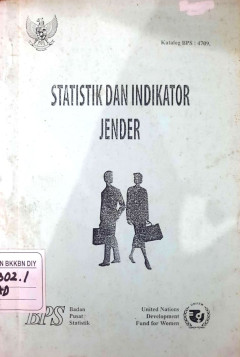 Katalog BPS : 4709.
STATISTIK DAN INDIKATOR
JENDER
N BKKBN DIY
302.1
BPS
Badan
Pusat
Statistik
United Nations
Development
Fund for Women